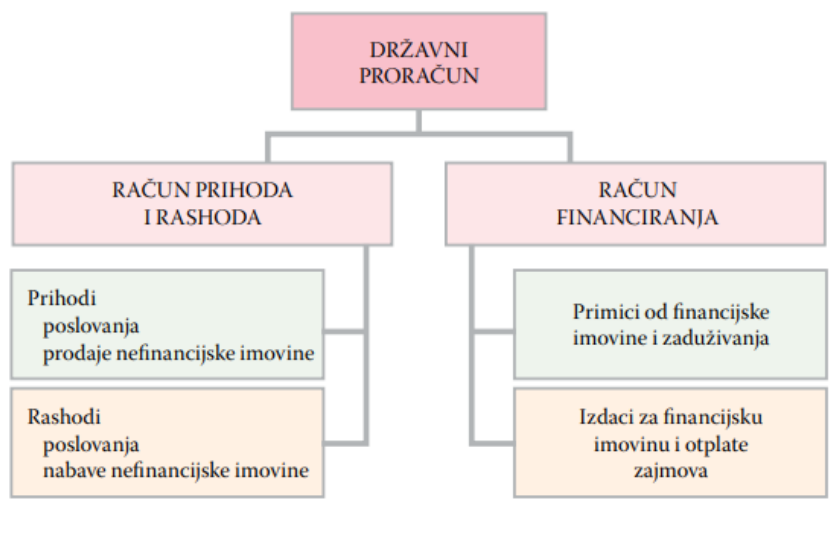 DRŽAVNI
PRORAČUN
RAČUN PRIHODA
I RASHODA
RAČUN
FINANCIRANJA
Prihodi
poslovanja
prodaje nefinancijske imovine
Rashodi
poslovanja
nabave nefinancijske imovine
Primici od financijske
imovine i zaduživanja
Izdaci za financijsku
imovinu i otplate
zajmova